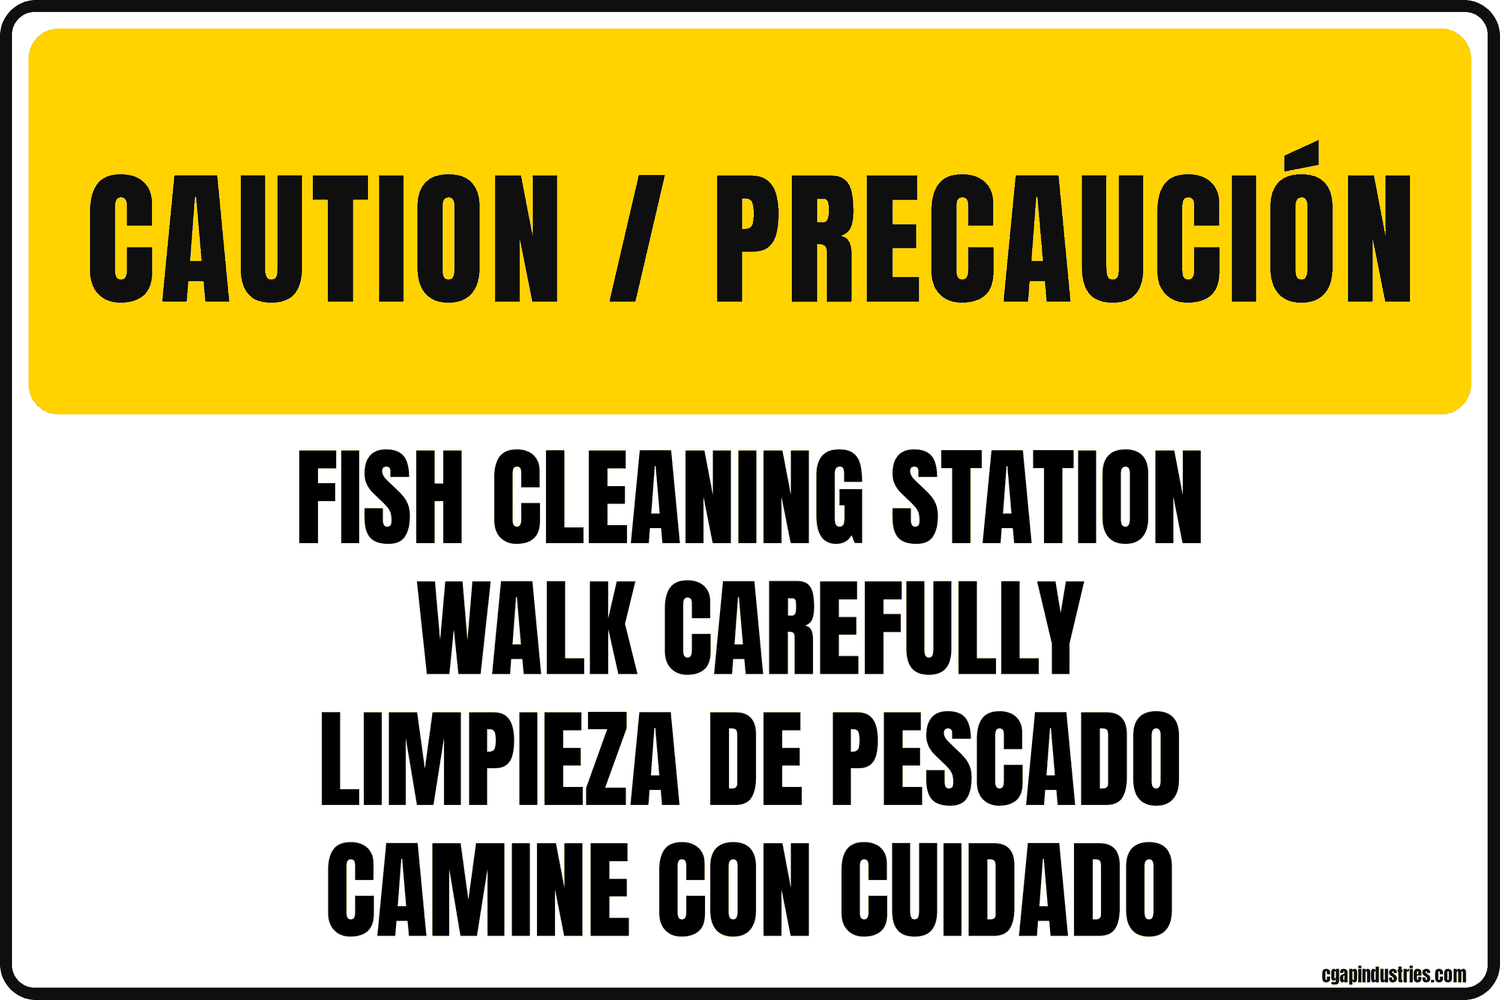 CAUTION / PRECAUCIÓN
FISH CLEANING STATION
WALK CAREFULLY
LIMPIEZA DE PESCADO
CAMINE CON CUIDADO
cgapindustries.com